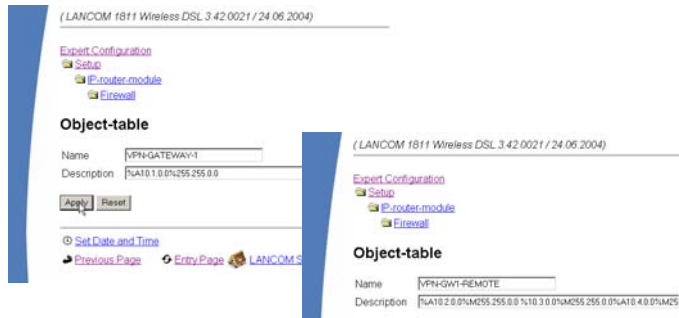 ( LANCOM 1811 Wireless DSL 3.42.0021 / 24.06.2004)
Expert Configuration
Setup
IP-router-module
Firewall
Object-table
Name VPN-GATEWAY-1
Description %A10.1.0.0%255.255.0.0
Apply Reset
Set Date and Time
Previous Page Entry Page LANCOM S
( LANCOM 1811 Wireless DSL 3.42.0021 / 24.06.2004)
Expert Configuration
Setup
IP-router-module
Firewall
Object-table
Name VPN-GW1-REMOTE
Description %A10.2.0.0%M255.255.0.0 %10.3.0.0%M255.255.0.0%A10.4.0.0%M25